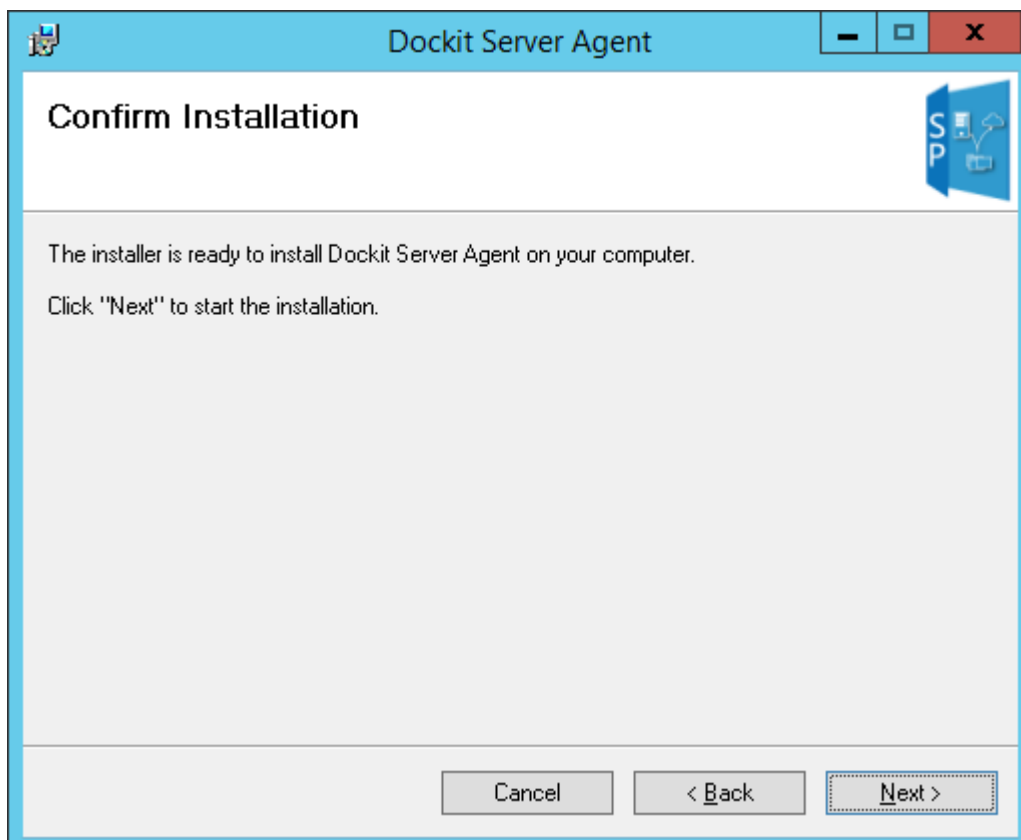 Dockit Server Agent
Confirm Installation
S
P
The installer is ready to install Dockit Server Agent on your computer.
Click "Next" to start the installation.
Cancel
< Back
Next >